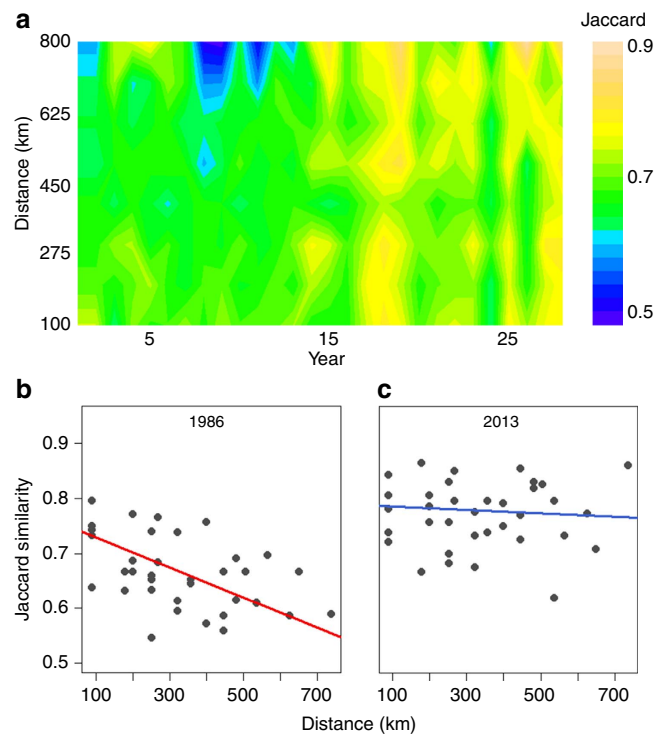 a
Jaccard
800
625
450
275
100
Distance (km)
5 15 25
Year
0.9
0.7
0.5
b
1986
0.9
0.8
0.7
0.6
0.5
Jaccard similarity
100 300 500 700
c
2013
100 300 500 700
Distance (km)